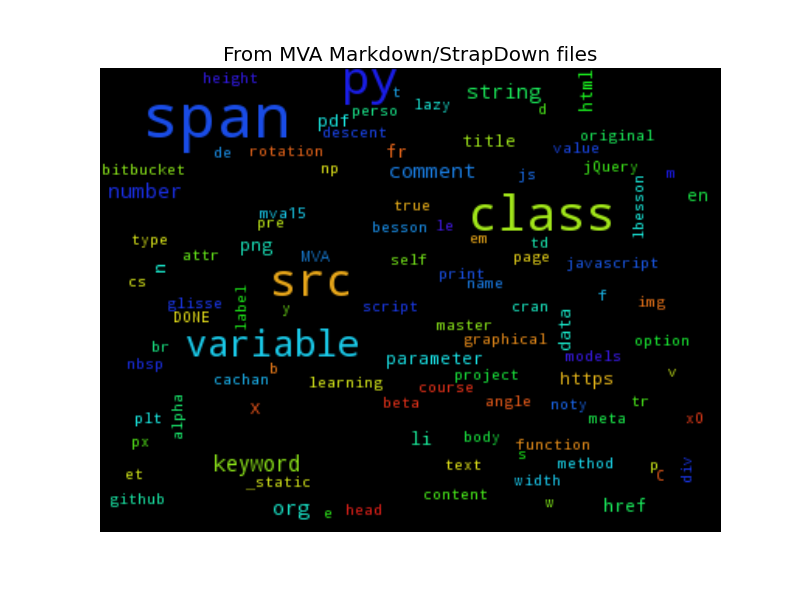 From MVA Markdown/StrapDown files
height
py
t
html
span
string
lazy
perso
d
pdf
descent
original
title
value
de
rotation
fr
bitbucket
np
comment
js
jQuery
m
number
en
lbesson
true
class
mva15
pre
besson
le
type
em
td
png
attr
MVA
self
page
javascript
n
print
cs
src
name
f
glisse
label
y
script
cran
img
DONE
data
master
variable
graphical
option
br
parameter
models
nbsp
b
project
https
v
cachan
learning
course
alpha
X
beta
angle
noty
tr
plt
meta
x0
px
li
body
function
s
keyword
text
method
p
C
div
et
_static
width
github
content
w
org
e
head
href